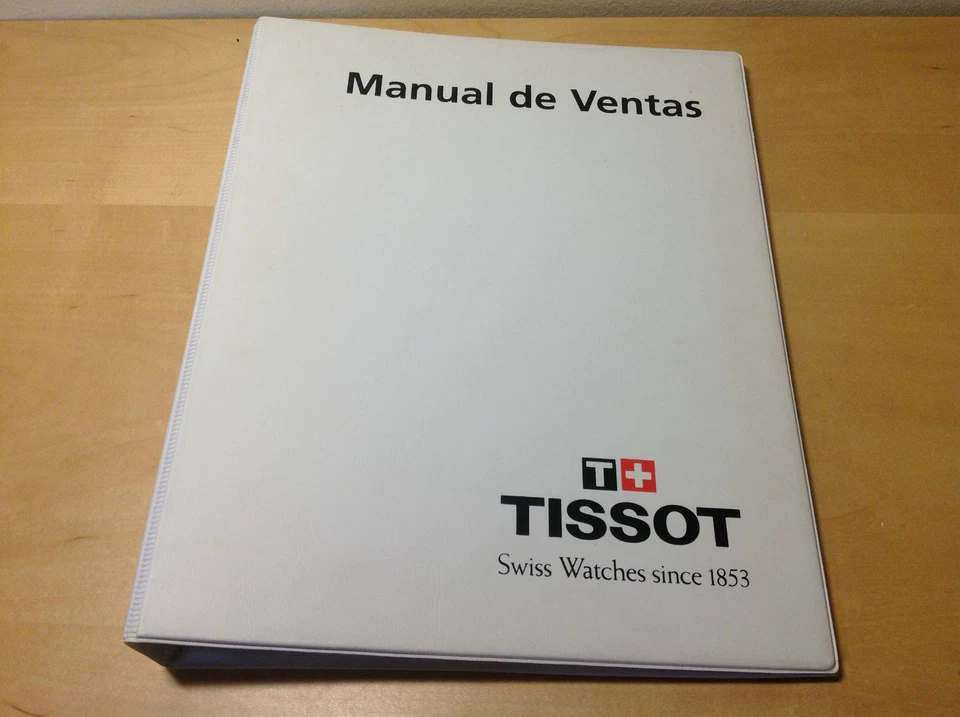 Manual de Ventas
T+
TISSOT
Swiss Watches since 1853